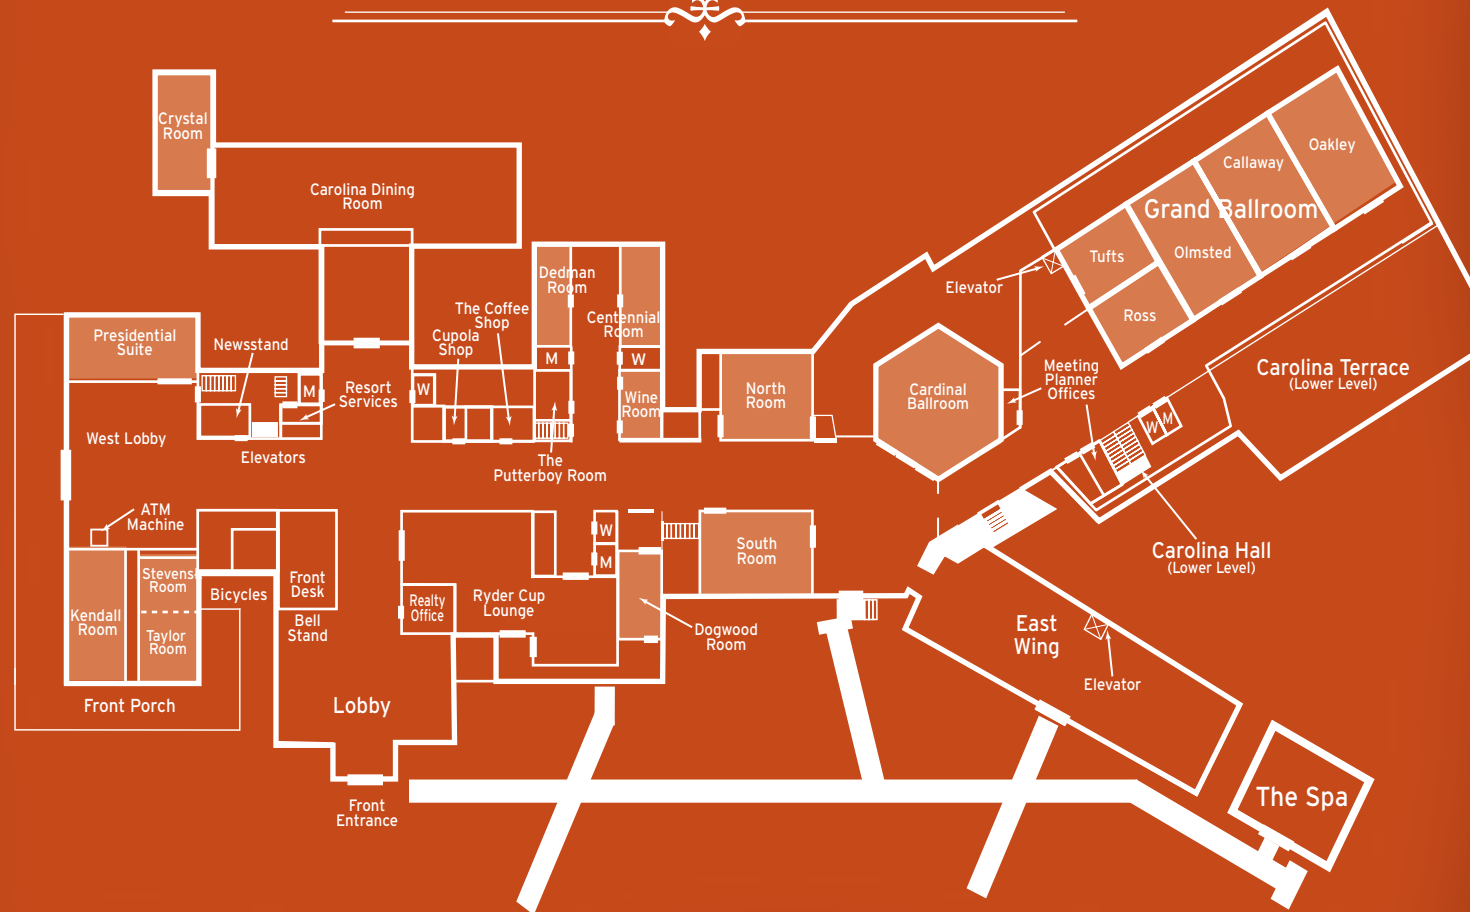 Crystal
Room
Carolina Dining
Room
Oakley
Callaway
Grand Ballroom
Olmsted
Tufts
Ross
Elevator
Dedman
Room
Centennial
Room
The Coffee
Shop
Cupola
Shop
Presidential
Suite
Newsstand
M
Resort
Services
W
M
W
Wine
Room
North
Room
Cardinal
Ballroom
Meeting
Planner
Offices
Carolina Terrace
(Lower Level)
W
M
West Lobby
Elevators
The
Putterboy Room
ATM
Machine
Carolina Hall
(Lower Level)
W
M
South
Room
Stevens
Room
Front
Desk
Bicycles
Kendall
Room
Taylor
Room
Bell
Stand
Realty
Office
Ryder Cup
Lounge
Dogwood
Room
East
Wing
Elevator
Front Porch
Lobby
Front
Entrance
The Spa